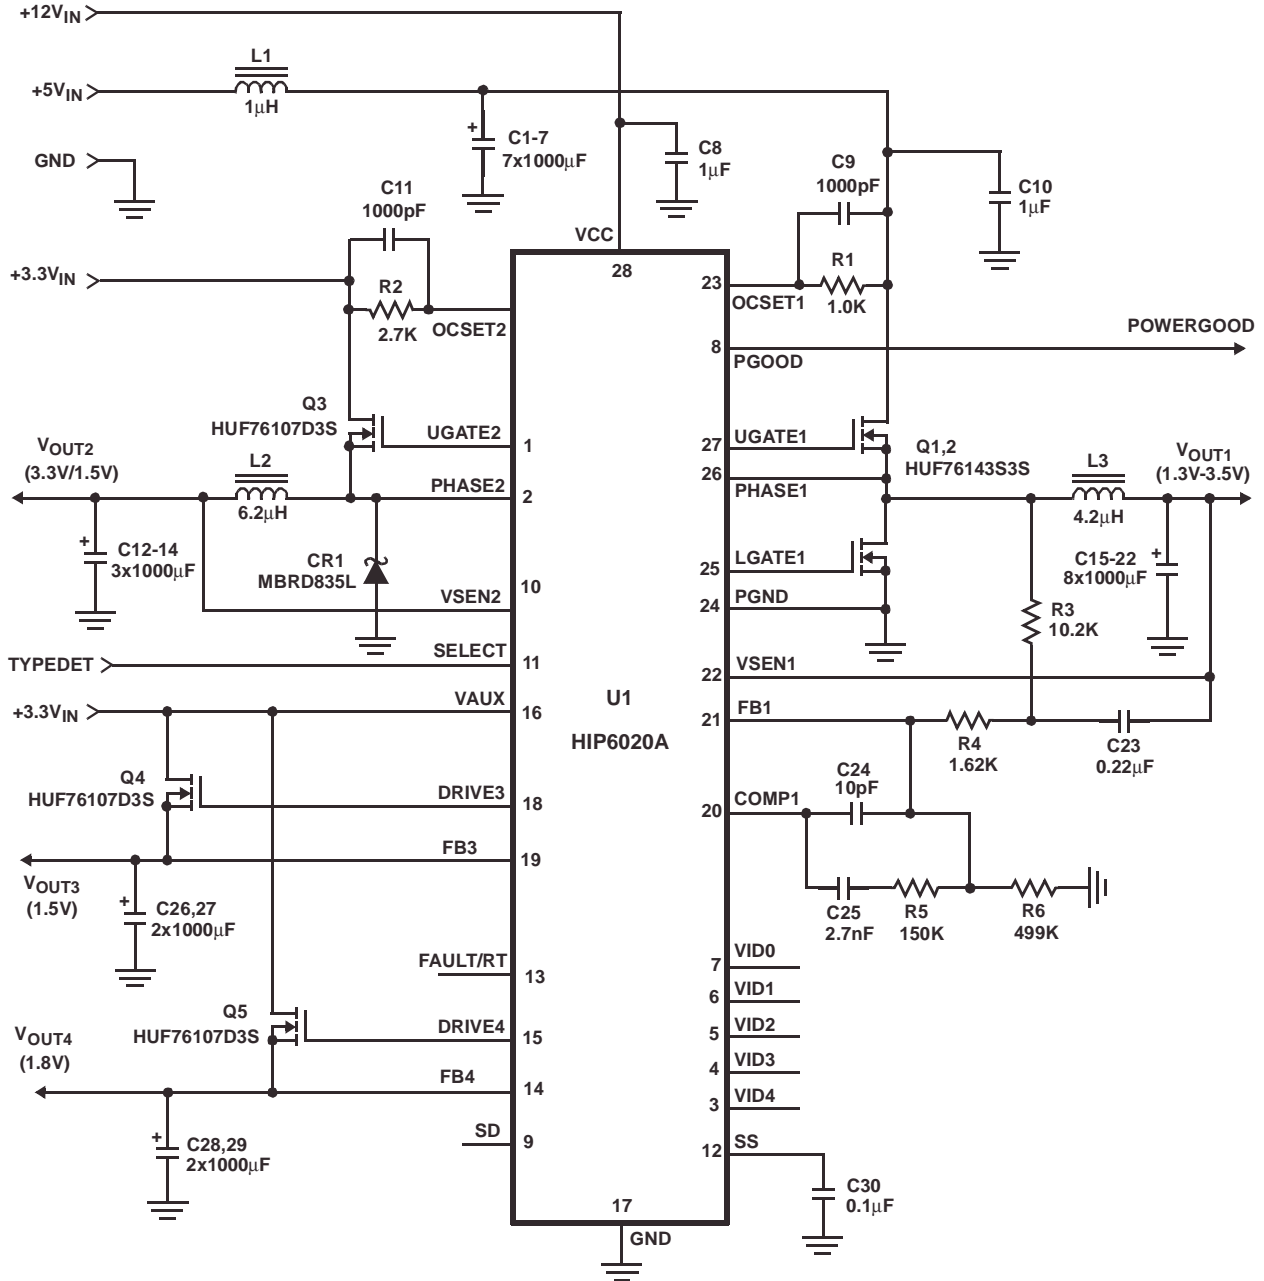 +12VIN
L1
+5VIN
1μH
C1-7
7x1000μF
+
GND
C8
1μF
C9
1000pF
C10
1μF
C11
1000pF
VCC
28
+3.3VIN
R2
2.7K
OCSET2
23
OCSET1
R1
1.0K
POWERGOOD
8
PGOOD
Q3
HUF76107D3S
UGATE2
1
27
UGATE1
Q1,2
HUF76143S3S
VOUT2
(3.3V/1.5V)
L2
6.2μH
PHASE2
2
26
PHASE1
L3
4.2μH
VOUT1
(1.3V-3.5V)
+
C12-14
3x1000μF
CR1
MBRD835L
10
VSEN2
25
LGATE1
24
PGND
C15-22
8x1000μF
+
R3
10.2K
TYPEDET
SELECT
11
22
VSEN1
+3.3VIN
VAUX
16
U1
HIP6020A
21
FB1
R4
1.62K
C23
0.22μF
Q4
HUF76107D3S
DRIVE3
18
20
COMP1
C24
10pF
FB3
19
VOUT3
(1.5V)
+
C26,27
2x1000μF
C25
2.7nF
R5
150K
R6
499K
FAULT/RT
13
7
VID0
6
VID1
Q5
HUF76107D3S
DRIVE4
15
5
VID2
VOUT4
(1.8V)
FB4
14
4
VID3
3
VID4
SD
9
12
SS
+
C28,29
2x1000μF
C30
0.1μF
17
GND